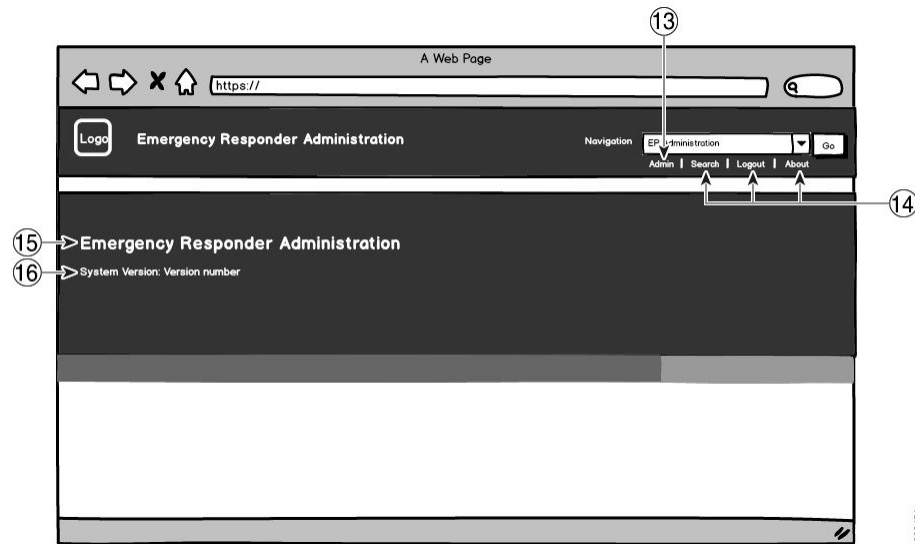 13
A Web Page
https://
Logo
Emergency Responder Administration
Navigation
Administration
Go
Admin | Search | Logout | About
14
15
Emergency Responder Administration
16
System Version: Version number